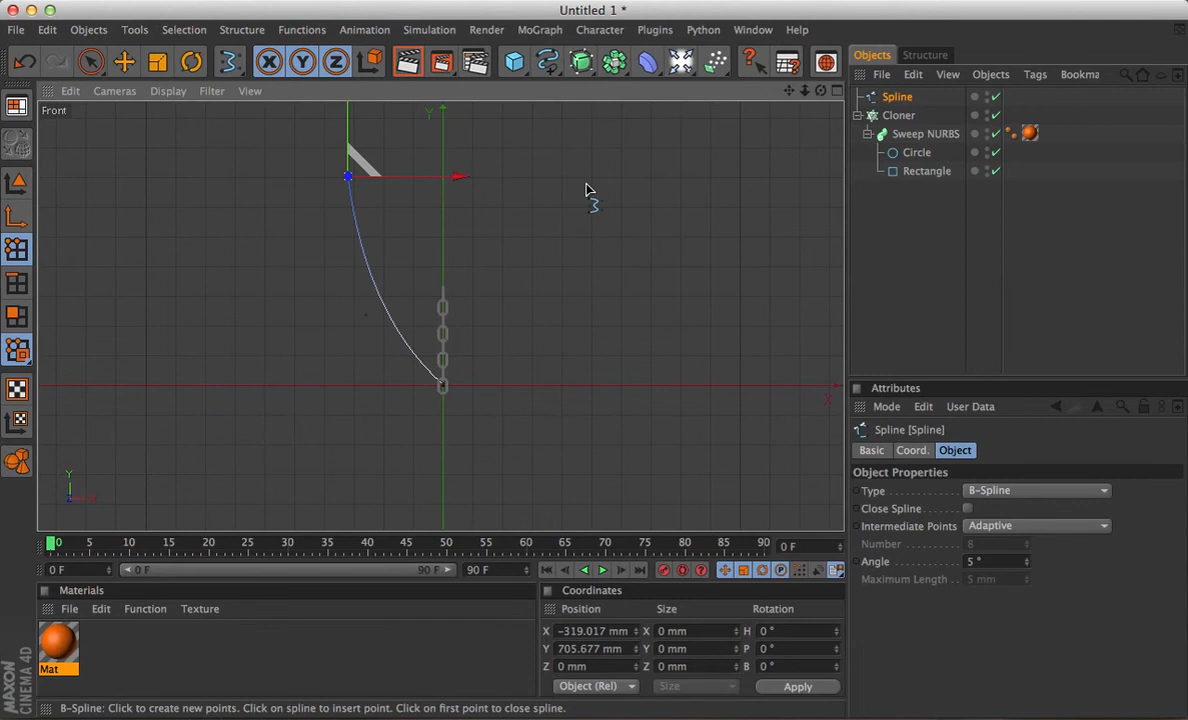 Untitled 1 *
File Edit Objects Tools Selection Structure Functions Animation Simulation Render MoGraph Character Plugins Python Window Help
X Y Z
Objects Structure
Edit Cameras Display Filter View
File Edit View Objects Tags Bookma
Front
Y
X
Y
X
Spline
Cloner
Sweep NURBS
Circle
Rectangle
Attributes
Mode Edit User Data
Spline [Spline]
Basic Coord. Object
Object Properties
Type B-Spline
Close Spline
Intermediate Points Adaptive
Number 8
Angle 5 °
Maximum Length 5 mm
0 5 10 15 20 25 30 35 40 45 50 55 60 65 70 75 80 85 90 0 F
0 F 0 F 90 F 90 F
Materials
File Edit Function Texture
Mat
Coordinates
Position Size Rotation
X -319.017 mm X 0 mm H 0 °
Y 705.677 mm Y 0 mm P 0 °
Z 0 mm Z 0 mm B 0 °
Object (Rel) Size Apply
MAXON
CINEMA 4D
B-Spline: Click to create new points. Click on spline to insert point. Click on first point to close spline.